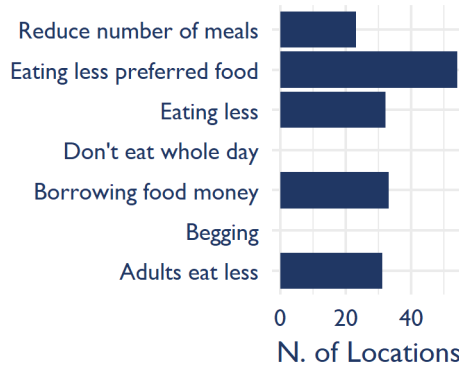 Reduce number of meals
Eating less preferred food
Eating less
Don't eat whole day
Borrowing food money
Begging
Adults eat less
0 20 40
N. of Locations